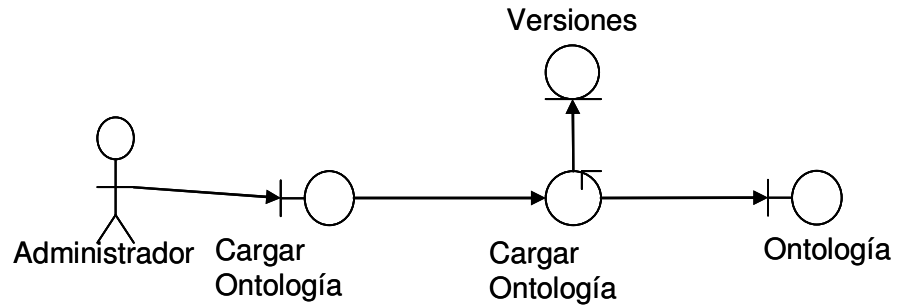 Versiones
Administrador
Cargar
Ontología
Cargar
Ontología
Ontología